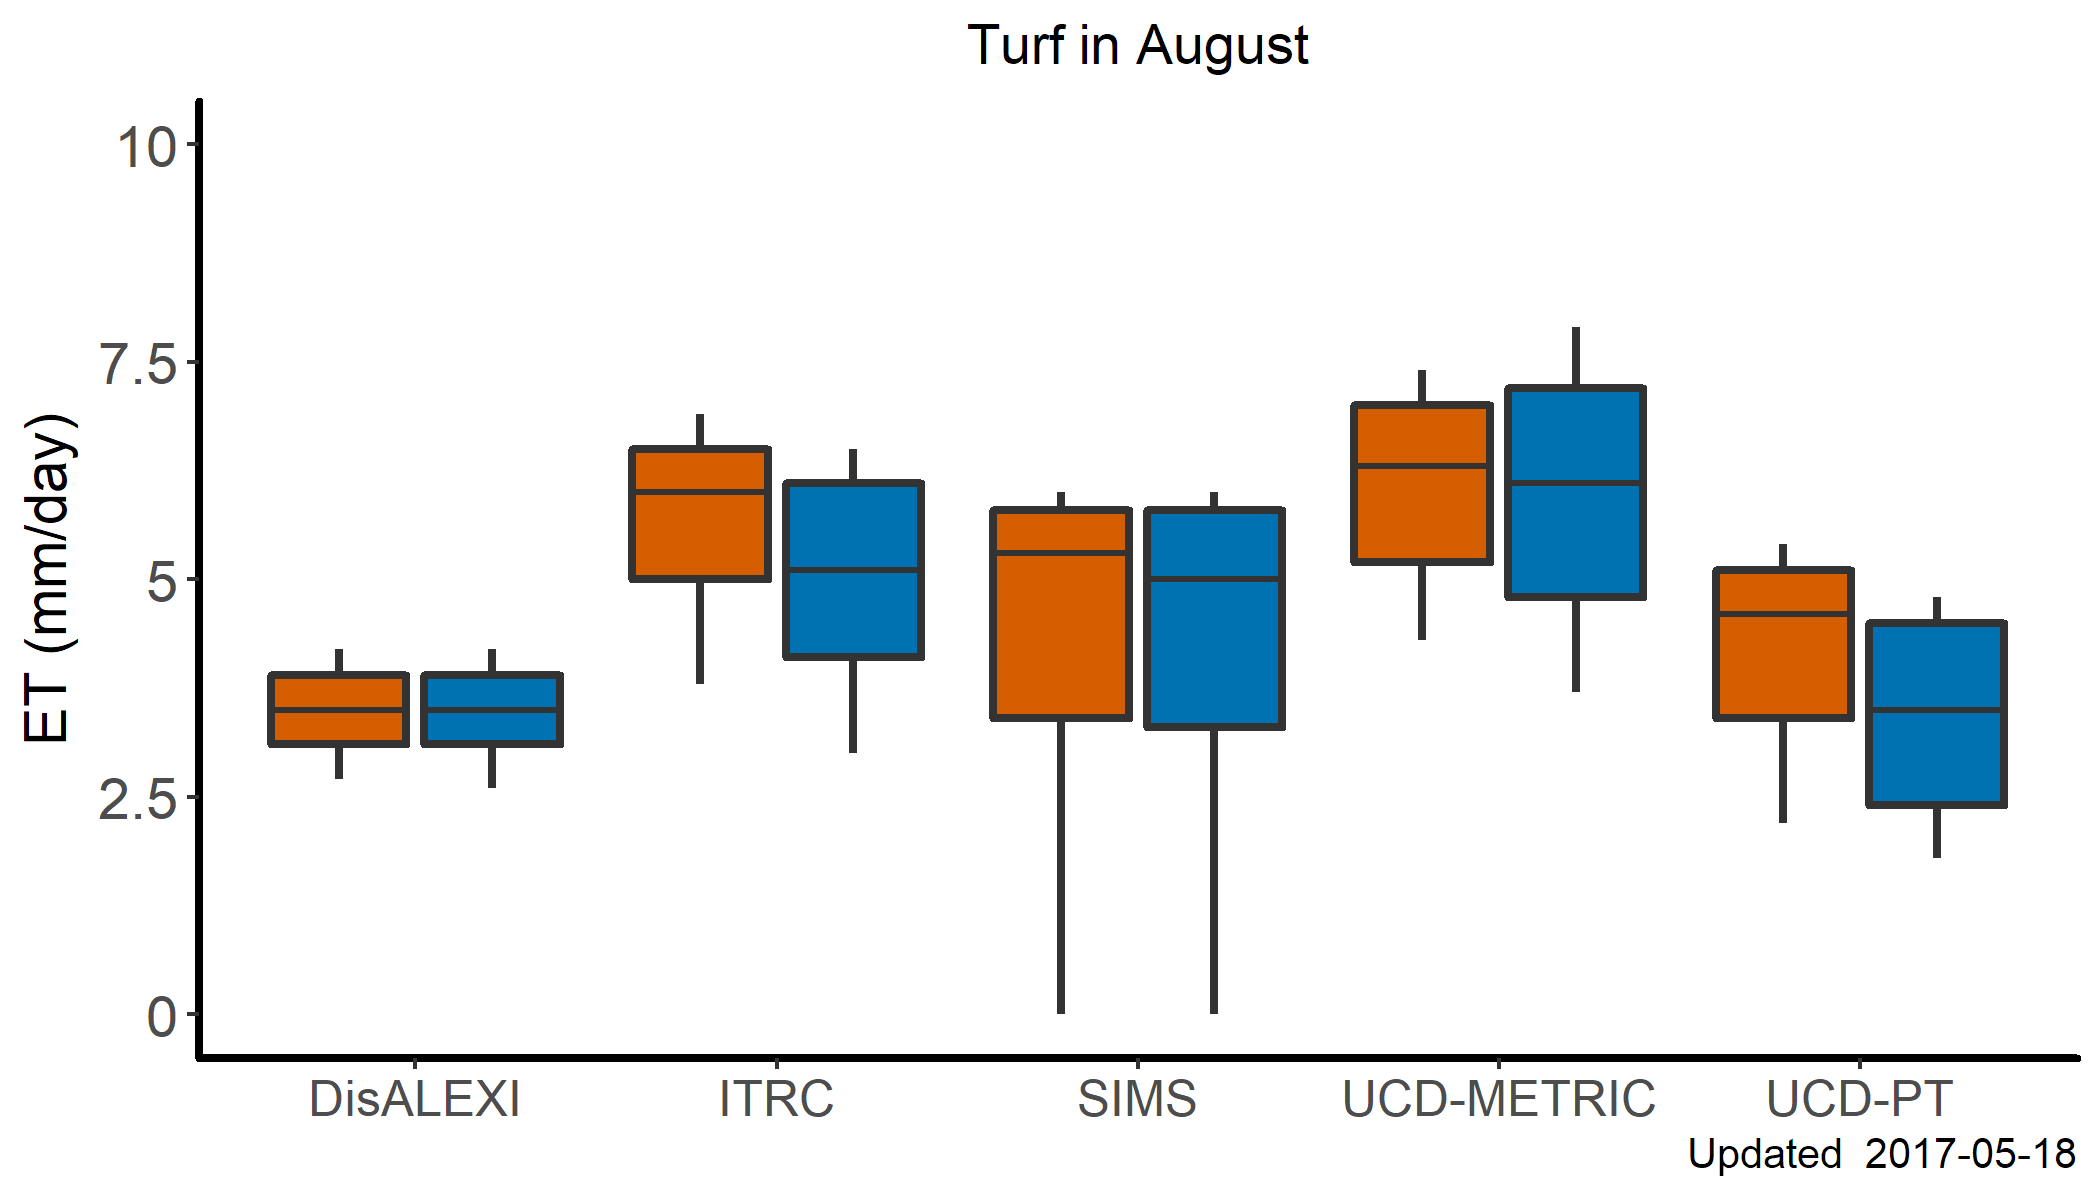 Turf in August
10
7.5
5
2.5
0
ET (mm/day)
DisALEXI
ITRC
SIMS
UCD-METRIC
UCD-PT
Updated  2017-05-18